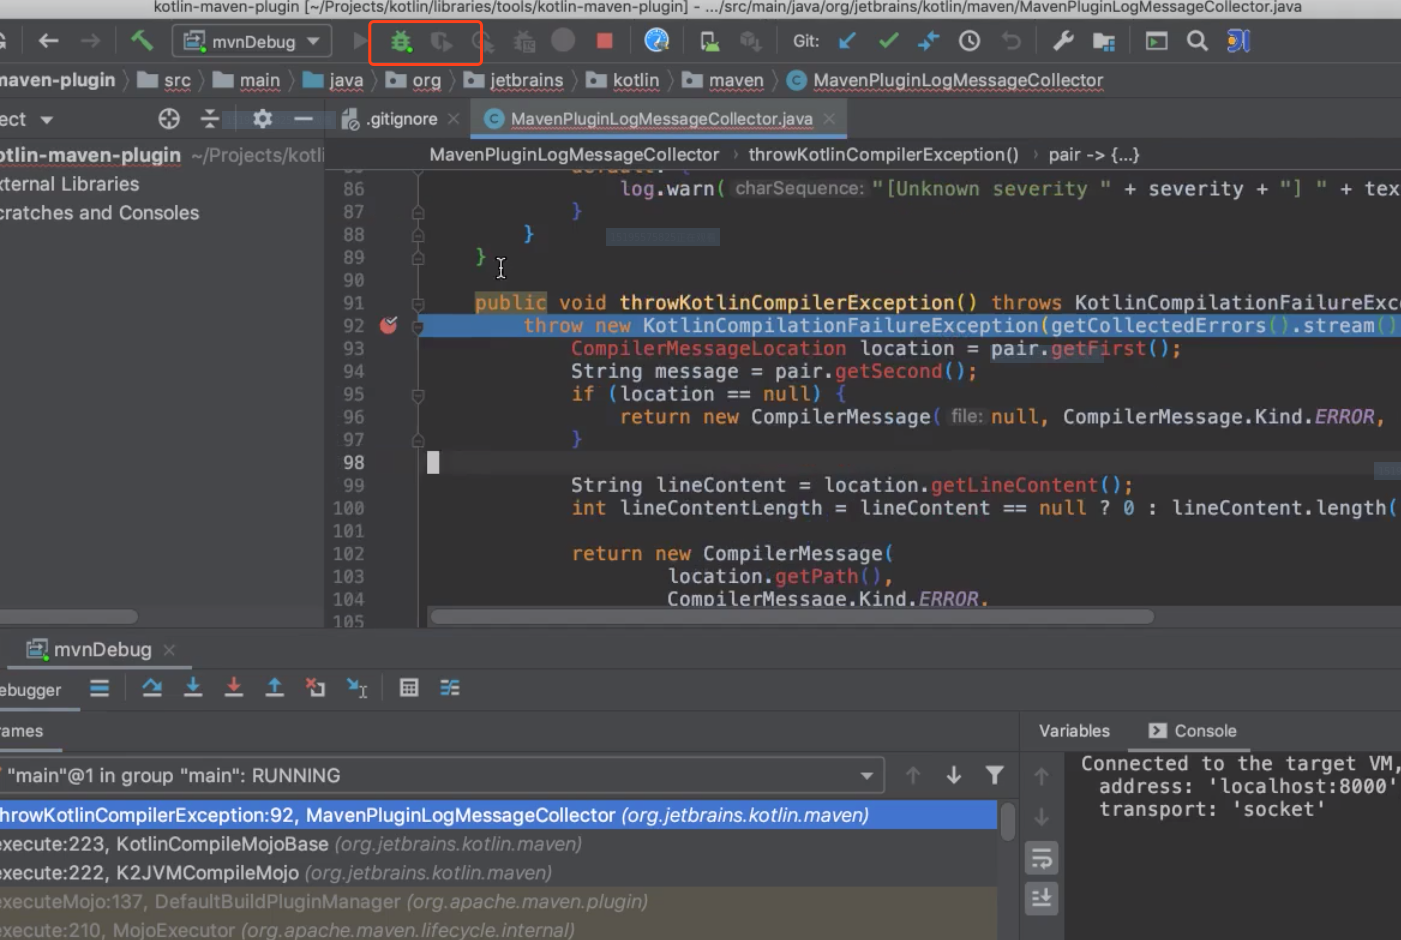 kotlin-maven-plugin [~/Projects/kotlin/libraries/tools/kotlin-maven-plugin] - .../src/main/java/org/jetbrains/kotlin/maven/MavenPluginLogMessageCollector.java
mvnDebug Git:
maven-plugin src main java org jetbrains kotlin maven MavenPluginLogMessageCollector
ect .gitignore MavenPluginLogMessageCollector.java
otlin-maven-plugin ~/Projects/kotli
xternal Libraries
cratches and Consoles
MavenPluginLogMessageCollector throwKotlinCompilerException() pair -> {...}
86 log.warn( charSequence: "[Unknown severity " + severity + "] " + tex
87 }
88 }
89 }
90
91 public void throwKotlinCompilerException() throws KotlinCompilationFailureExc
92 throw new KotlinCompilationFailureException(getCollectedErrors().stream()
93 CompilerMessageLocation location = pair.getFirst();
94 String message = pair.getSecond();
95 if (location == null) {
96 return new CompilerMessage( file: null, CompilerMessage.Kind.ERROR,
97 }
98
99 String lineContent = location.getLineContent();
100 int lineContentLength = lineContent == null ? 0 : lineContent.length(
101
102 return new CompilerMessage(
103 location.getPath(),
104 CompilerMessage.Kind.ERROR,
105
mvnDebug
ebugger
ames
"main"@1 in group "main": RUNNING
hrowKotlinCompilerException:92, MavenPluginLogMessageCollector (org.jetbrains.kotlin.maven)
execute:223, KotlinCompileMojoBase (org.jetbrains.kotlin.maven)
execute:222, K2JVMCompileMojo (org.jetbrains.kotlin.maven)
executeMojo:137, DefaultBuildPluginManager (org.apache.maven.plugin)
execute:210, MojoExecutor (org.apache.maven.lifecycle.internal)
Variables Console
Connected to the target VM,
address: 'localhost:8000'
transport: 'socket'